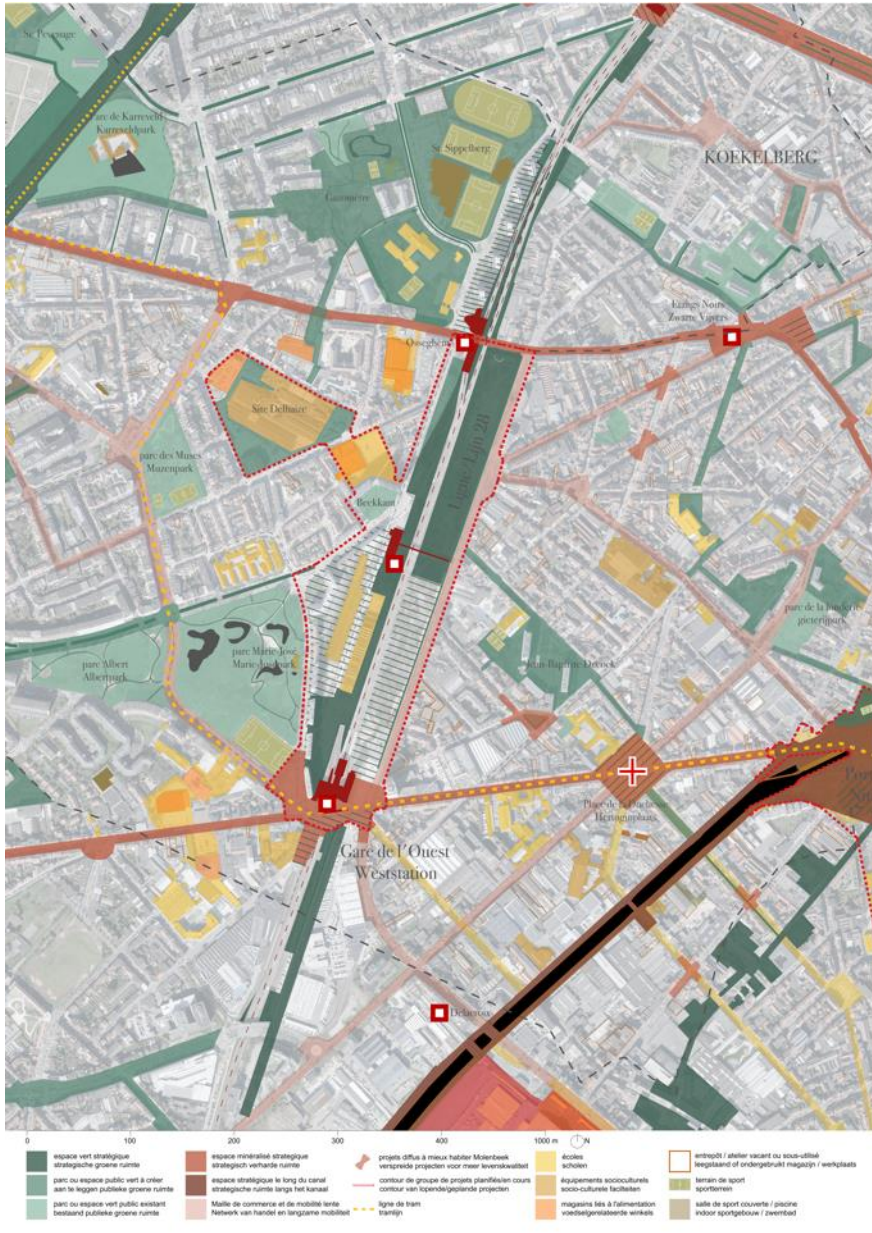 Parc de Karreveld
Karreveldpark
St. Sippelberg
KOEKELBERG
Gazomètre
Etangs Noirs
Zwarte Vijvers
Osseghem
Site Delhaize
Ligne-Lijn 28
parc des Muses
Muzenpark
Beekkant
parc de la fonderie
gieterijpark
parc Albert
Albertpark
parc Marie-José
Jean-Baptiste Decock
Place de la Duchesse
Hertoginplaats
Gare de l'Ouest
Weststation
Delacroix
0 100 200 300 400 1000 m N
espace vert stratégique
strategische groene ruimte
parc ou espace public vert à créer
aan te leggen publieke groene ruimte
parc ou espace vert public existant
bestaand publieke groene ruimte
espace minéralisé strategique
strategisch verharde ruimte
espace stratégique le long du canal
strategische ruimte langs het kanaal
Maille de commerce et de mobilité lente
Netwerk van handel en langzame mobiliteit
projets diffus à mieux habiter Molenbeek
verspreide projecten voor meer levenskwaliteit
contour de groupe de projets planifiés/en cours
contour van lopende/geplande projecten
ligne de tram
tramlijn
écoles
scholen
équipements socioculturels
socio-culturele faciliteiten
magasins liés à l'alimentation
voedselgerelateerde winkels
entrepôt / atelier vacant ou sous-utilisé
leegstaand of ondergebruikt magazijn / werkplaats
terrain de sport
sportterrein
salle de sport couverte / piscine
indoor sportgebouw / zwembad